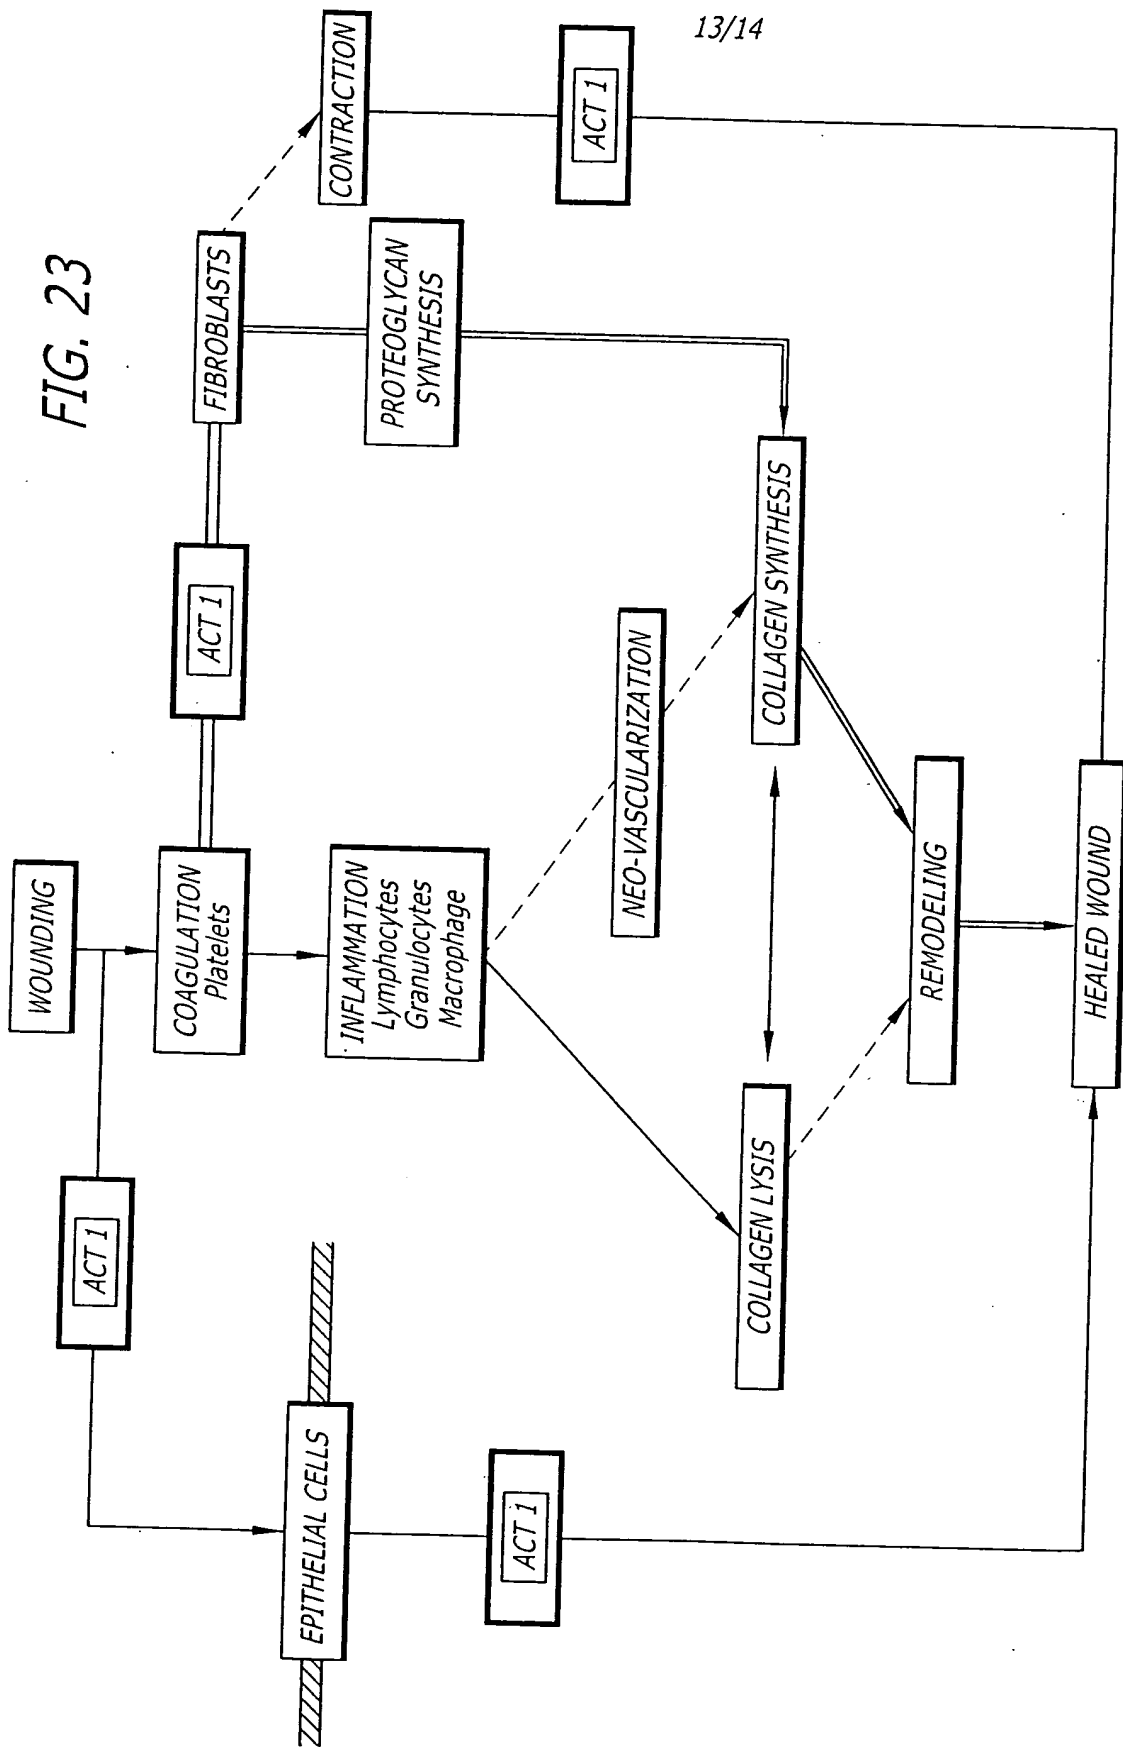 13/14
FIG. 23
WOUNDING
ACT 1
COAGULATION
Platelets
ACT 1
FIBROBLASTS
CONTRACTION
EPITHELIAL CELLS
INFLAMMATION
Lymphocytes
Granulocytes
Macrophage
PROTEOGLYCAN
SYNTHESIS
ACT 1
ACT 1
NEO-VASCULARIZATION
COLLAGEN LYSIS
COLLAGEN SYNTHESIS
REMODELING
HEALED WOUND